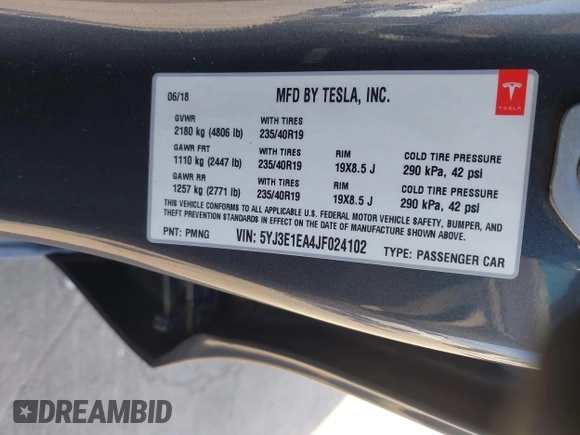 06/18 MFD BY TESLA, INC.
TESLA
GVWR WITH TIRES
2180 kg (4806 lb) 235/40R19
GAWR FRT WITH TIRES RIM COLD TIRE PRESSURE
1110 kg (2447 lb) 235/40R19 19X8.5 J 290 kPa, 42 psi
GAWR RR WITH TIRES RIM COLD TIRE PRESSURE
1257 kg (2771 lb) 235/40R19 19X8.5 J 290 kPa, 42 psi
THIS VEHICLE CONFORMS TO ALL APPLICABLE U.S. FEDERAL MOTOR VEHICLE SAFETY, BUMPER, AND
THEFT PREVENTION STANDARDS IN EFFECT ON THE DATE OF MANUFACTURE SHOWN ABOVE.
PNT: PMNG VIN: 5YJ3E1EA4JF024102 TYPE: PASSENGER CAR
DREAMBID